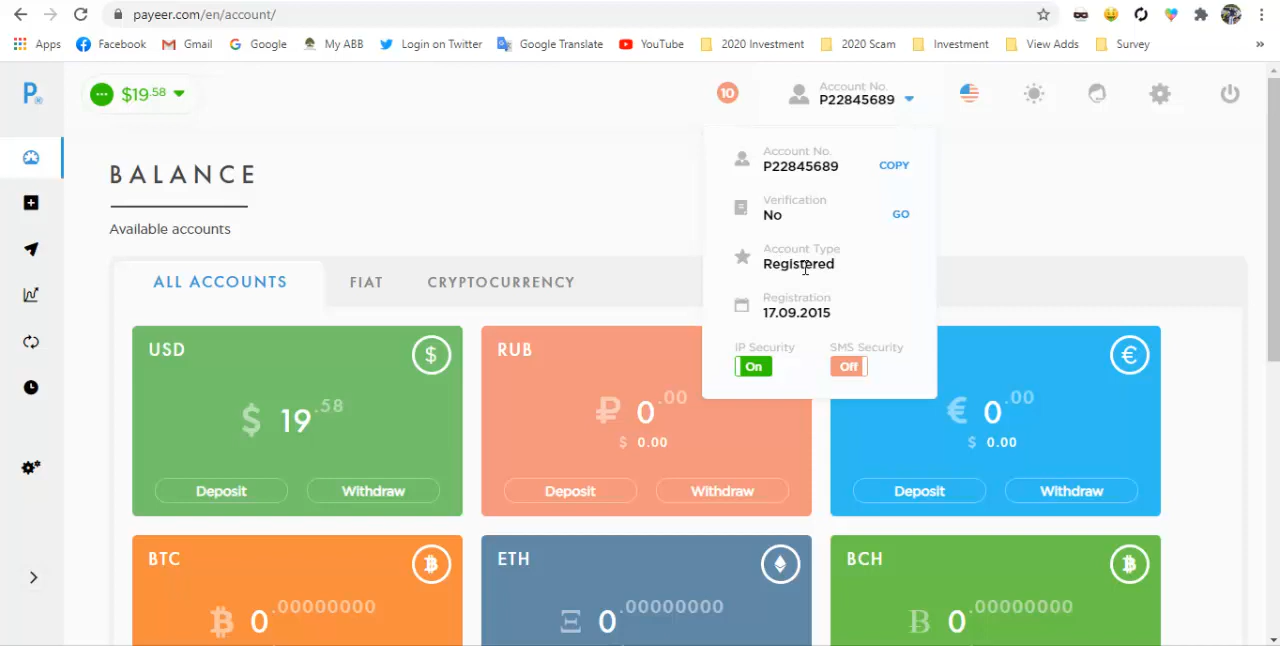 payeer.com/en/account/
Apps Facebook Gmail Google My ABB Login on Twitter Google Translate YouTube 2020 Investment 2020 Scam Investment View Adds Survey »
P
$19.58
10
Account No.
P22845689
BALANCE
Available accounts
Account No.
P22845689 COPY
Verification
No GO
Account Type
Registered
Registration
17.09.2015
IP Security SMS Security
On Off
ALL ACCOUNTS FIAT CRYPTOCURRENCY
USD $
$ 19.58
Deposit Withdraw
RUB
₽ 0.00
$ 0.00
Deposit Withdraw
€
€ 0.00
$ 0.00
Deposit Withdraw
BTC
₿ 0.00000000
ETH
Ξ 0.00000000
BCH
0.00000000